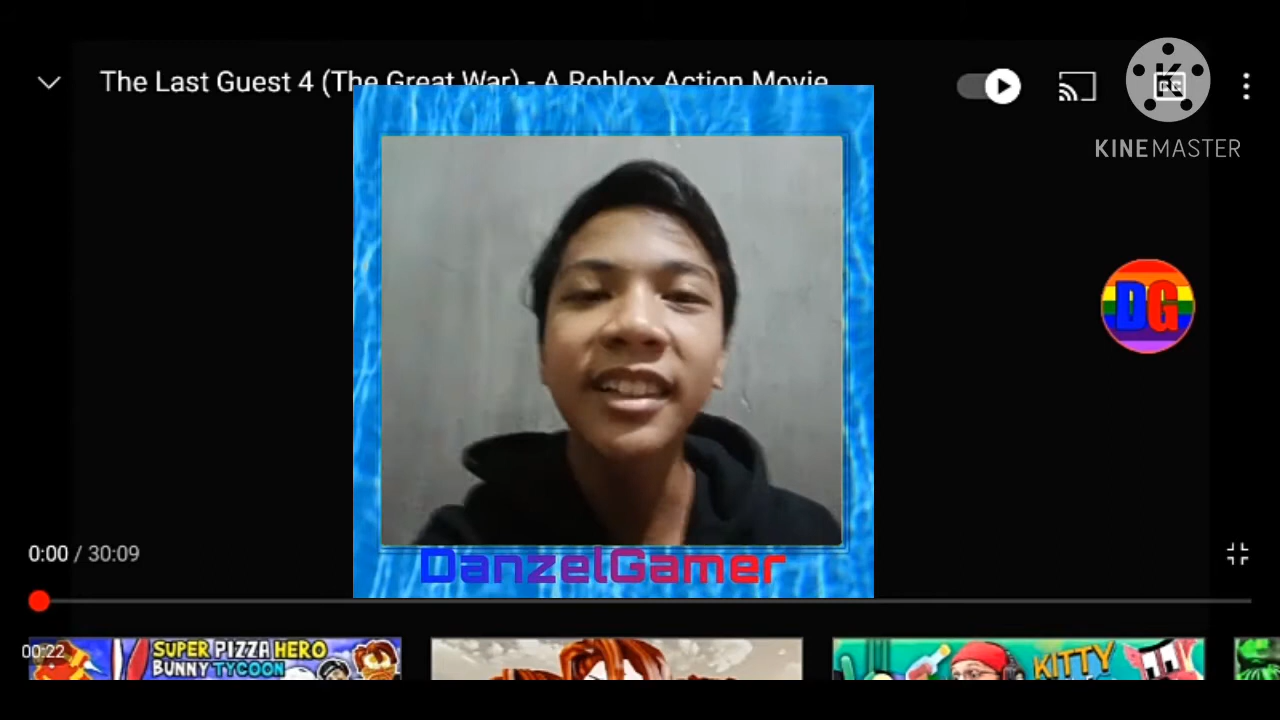 The Last Guest 4 (The Great War) - A Roblox Action Movie
CC
K
KINEMASTER
DG
DanzelGamer
0:00 / 30:09
00:22
SUPER PIZZA HERO
BUNNY TYCOON
KITTY